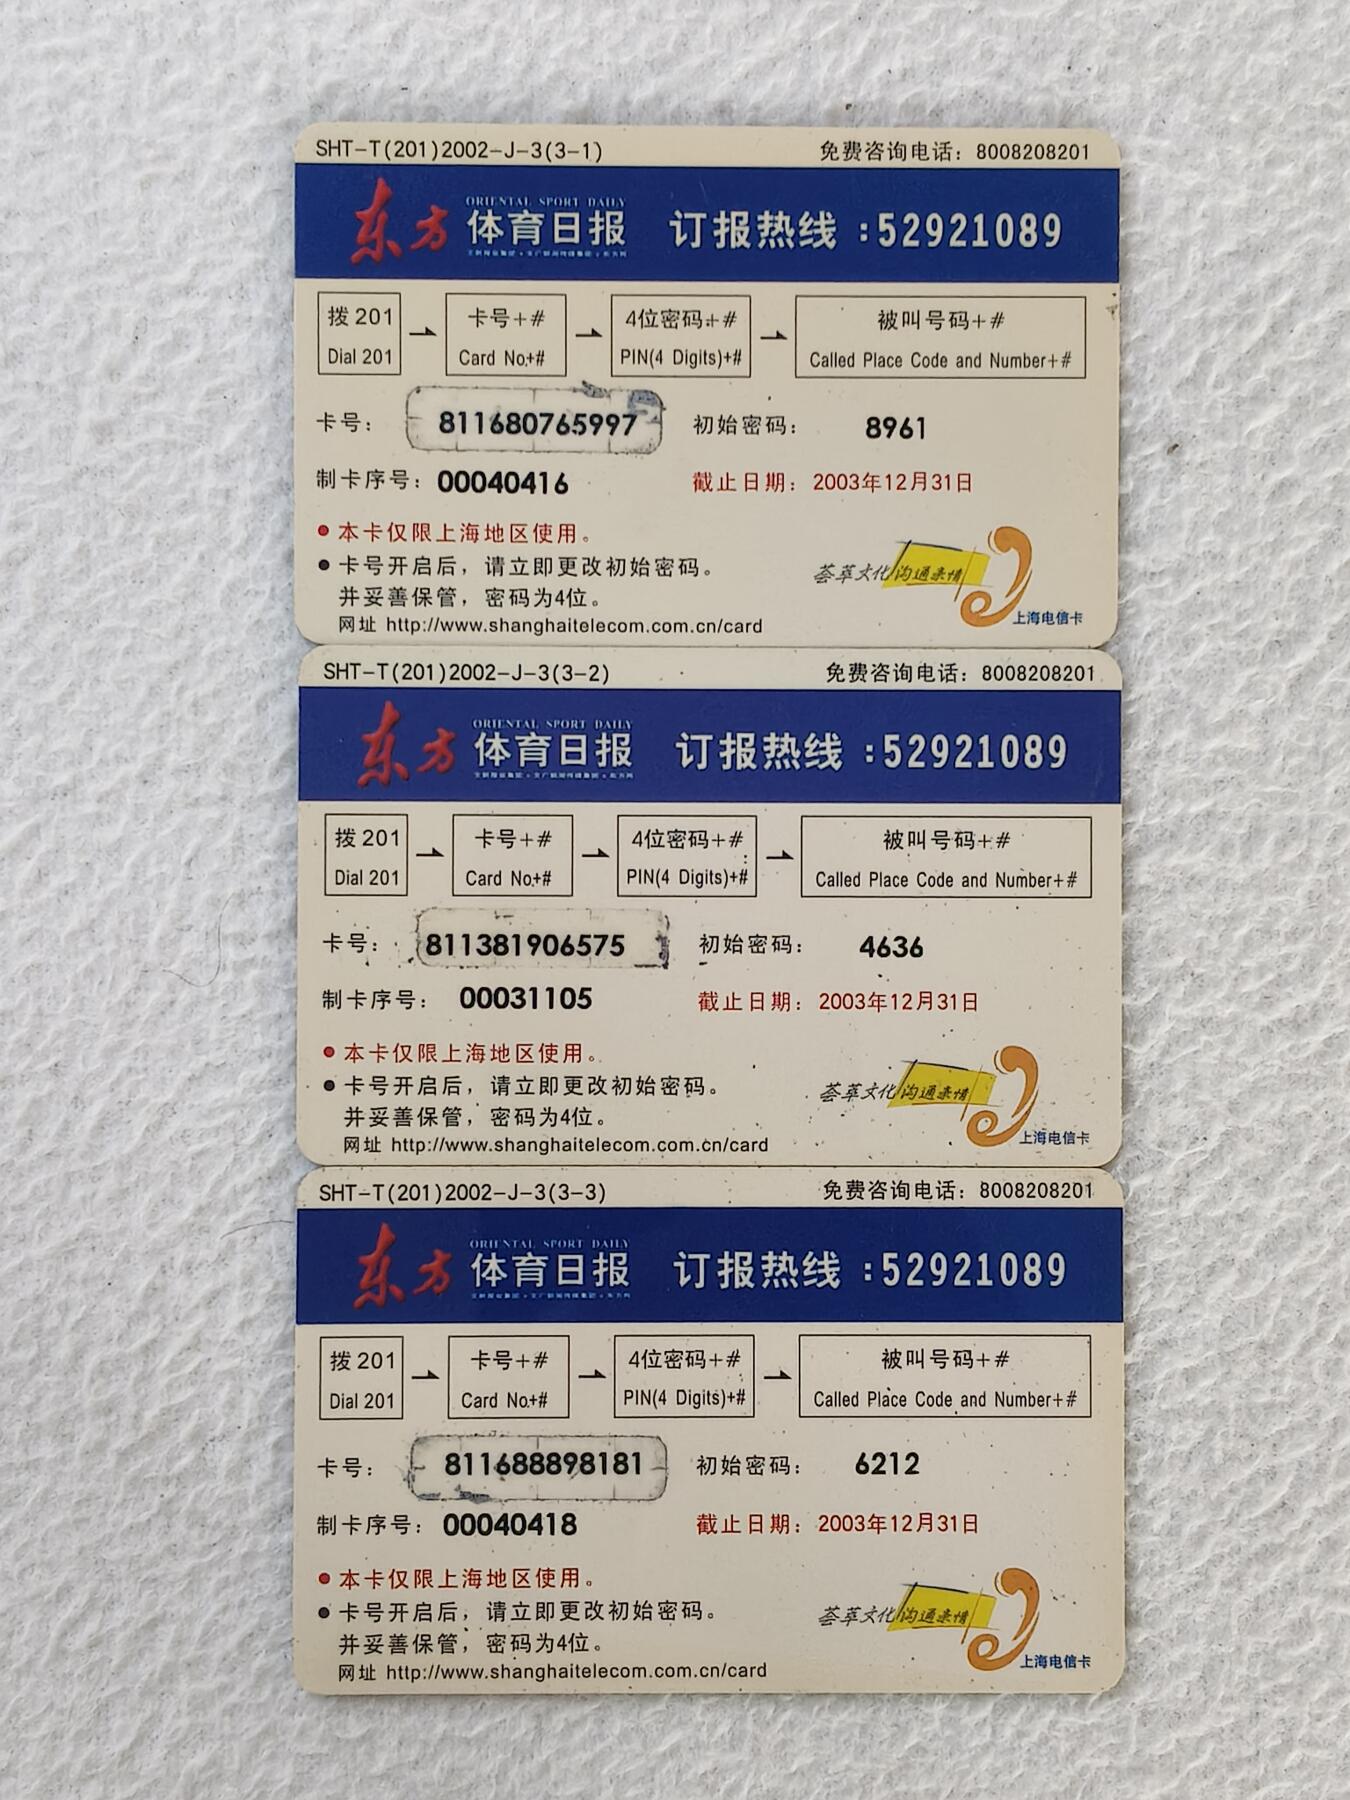 SHT-T(201)2002-J-3(3-1) 免费咨询电话：8008208201
东方 ORIENTAL SPORT DAILY
体育日报 订报热线：52921089
拨201 卡号+# 4位密码+# 被叫号码+#
Dial 201 Card No.+# PIN(4 Digits)+# Called Place Code and Number+#
卡号： 811680765997 初始密码： 8961
制卡序号：00040416 截止日期：2003年12月31日
●本卡仅限上海地区使用。
●卡号开启后，请立即更改初始密码。
并妥善保管，密码为4位。
荟萃文化 沟通亲情
上海电信卡
网址 http://www.shanghaitelecom.com.cn/card
SHT-T(201)2002-J-3(3-2) 免费咨询电话：8008208201
东方 ORIENTAL SPORT DAILY
体育日报 订报热线：52921089
拨201 卡号+# 4位密码+# 被叫号码+#
Dial 201 Card No.+# PIN(4 Digits)+# Called Place Code and Number+#
卡号： 811381906575 初始密码： 4636
制卡序号： 00031105 截止日期：2003年12月31日
●本卡仅限上海地区使用。
●卡号开启后，请立即更改初始密码。
并妥善保管，密码为4位。
荟萃文化 沟通亲情
上海电信卡
网址 http://www.shanghaitelecom.com.cn/card
SHT-T(201)2002-J-3(3-3) 免费咨询电话：8008208201
东方 ORIENTAL SPORT DAILY
体育日报 订报热线：52921089
拨201 卡号+# 4位密码+# 被叫号码+#
Dial 201 Card No.+# PIN(4 Digits)+# Called Place Code and Number+#
卡号： 811688898181 初始密码： 6212
制卡序号：00040418 截止日期：2003年12月31日
●本卡仅限上海地区使用。
●卡号开启后，请立即更改初始密码。
并妥善保管，密码为4位。
荟萃文化 沟通亲情
上海电信卡
网址 http://www.shanghaitelecom.com.cn/card